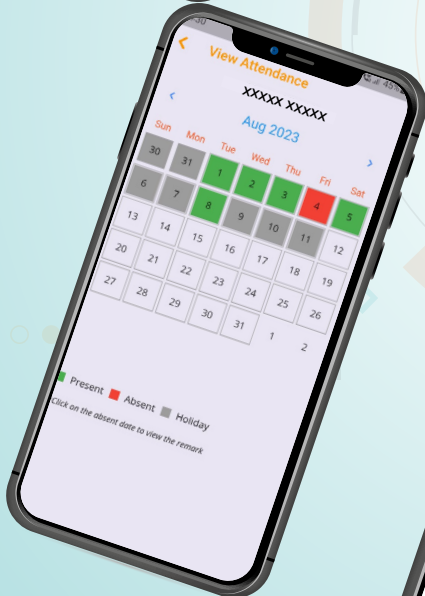 30
45%
View Attendance
xxxxx xxxxx
Aug 2023
Sun Mon Tue Wed Thu Fri Sat
30 31 1 2 3 4 5
6 7 8 9 10 11 12
13 14 15 16 17 18 19
20 21 22 23 24 25 26
27 28 29 30 31 1 2
Present Absent Holiday
Click on the absent date to view the remark